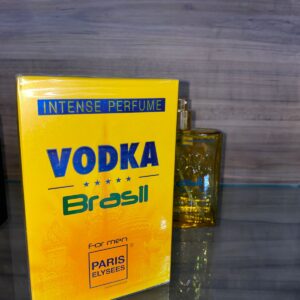 INTENSE PERFUME
VODKA
Brasil
For men
PARIS
ELYSEES